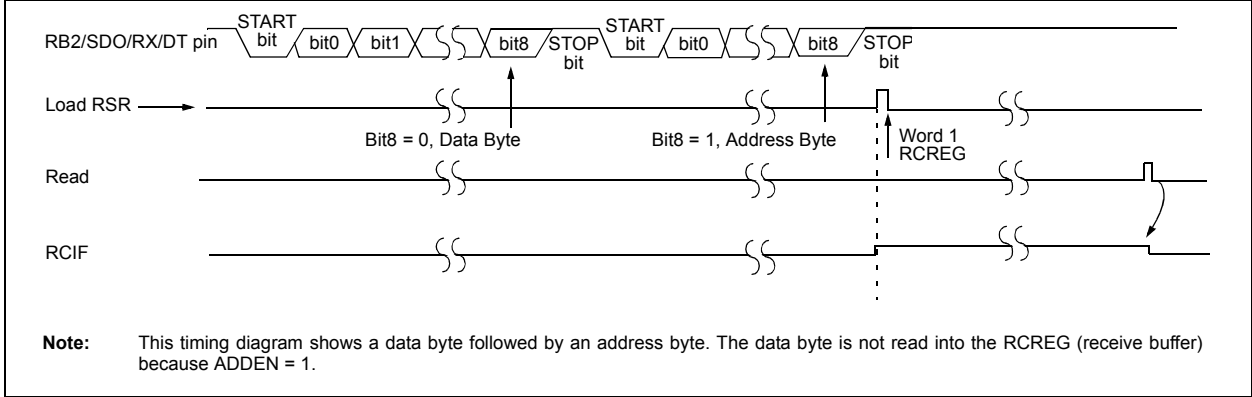 START
bit
START
bit
RB2/SDO/RX/DT pin
bit0
bit1
bit8
STOP
bit
bit0
bit8
STOP
bit
Load RSR
Bit8 = 0, Data Byte
Bit8 = 1, Address Byte
Word 1
RCREG
Read
RCIF
Note: This timing diagram shows a data byte followed by an address byte. The data byte is not read into the RCREG (receive buffer)
because ADDEN = 1.